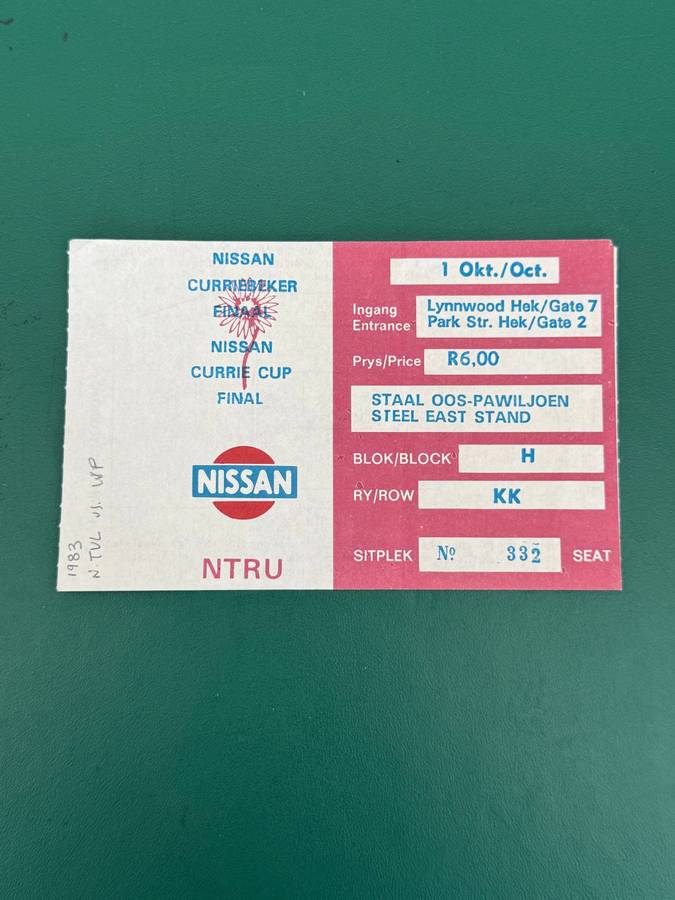 NISSAN
CURRIEBEKER
FINAAL
NISSAN
CURRIE CUP
FINAL
NISSAN
NTRU
1983
N. TVL vs. WP
1 Okt./Oct.
Ingang
Entrance
Lynnwood Hek/Gate 7
Park Str. Hek/Gate 2
Prys/Price R6,00
STAAL OOS-PAWILJOEN
STEEL EAST STAND
BLOK/BLOCK H
RY/ROW KK
SITPLEK Nº 332 SEAT